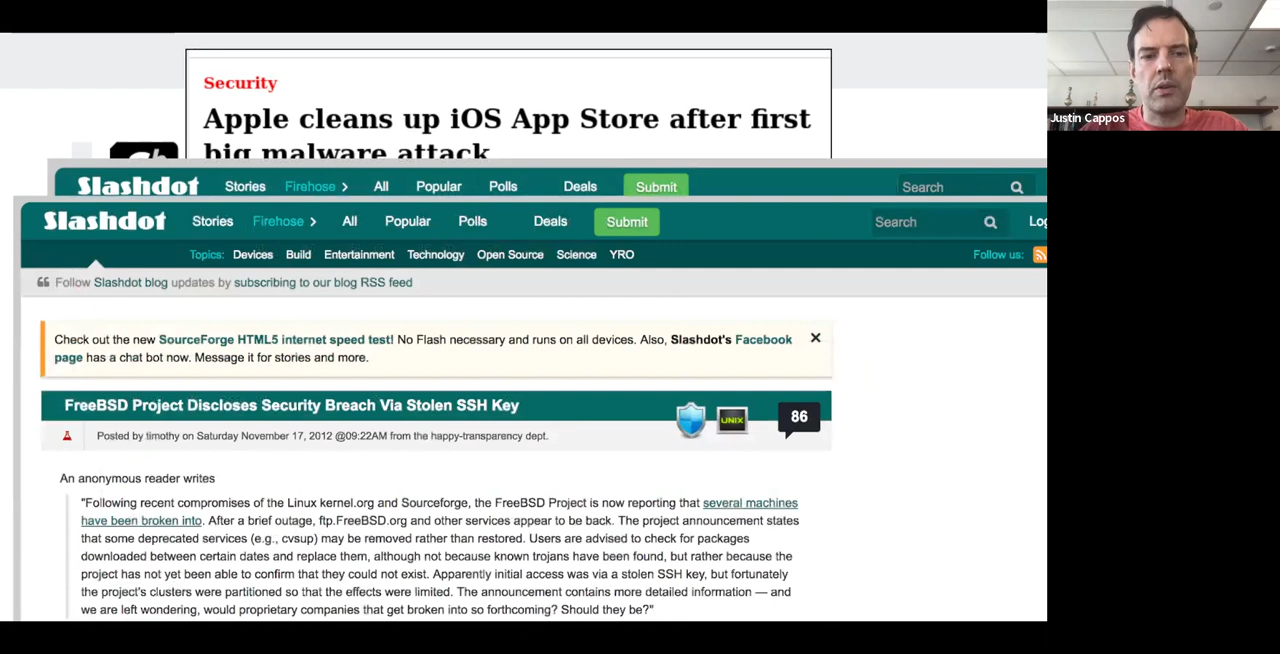 Security
Apple cleans up iOS App Store after first
big malware attack
Slashdot Stories Firehose > All Popular Polls Deals Submit Search
Slashdot Stories Firehose > All Popular Polls Deals Submit Search Log
Topics: Devices Build Entertainment Technology Open Source Science YRO Follow us:
Follow Slashdot blog updates by subscribing to our blog RSS feed
Check out the new SourceForge HTML5 internet speed test! No Flash necessary and runs on all devices. Also, Slashdot's Facebook
page has a chat bot now. Message it for stories and more.
FreeBSD Project Discloses Security Breach Via Stolen SSH Key
UNIX
86
Posted by timothy on Saturday November 17, 2012 @09:22AM from the happy-transparency dept.
An anonymous reader writes
"Following recent compromises of the Linux kernel.org and Sourceforge, the FreeBSD Project is now reporting that several machines
have been broken into. After a brief outage, ftp.FreeBSD.org and other services appear to be back. The project announcement states
that some deprecated services (e.g., cvsup) may be removed rather than restored. Users are advised to check for packages
downloaded between certain dates and replace them, although not because known trojans have been found, but rather because the
project has not yet been able to confirm that they could not exist. Apparently initial access was via a stolen SSH key, but fortunately
the project's clusters were partitioned so that the effects were limited. The announcement contains more detailed information — and
we are left wondering, would proprietary companies that get broken into so forthcoming? Should they be?"
Justin Cappos